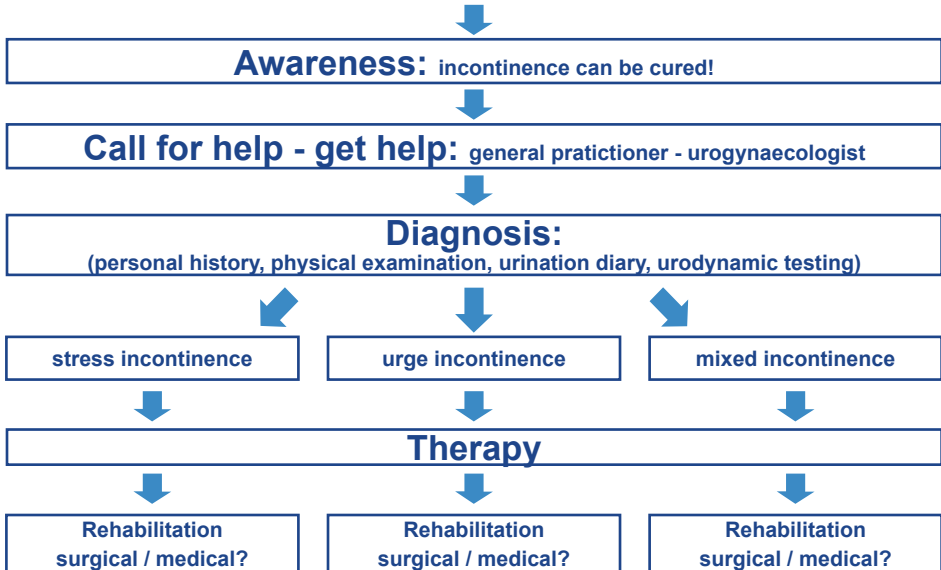 Awareness: incontinence can be cured!
Call for help - get help: general pratictioner - urogynaecologist
Diagnosis:
(personal history, physical examination, urination diary, urodynamic testing)
stress incontinence
urge incontinence
mixed incontinence
Therapy
Rehabilitation
surgical / medical?
Rehabilitation
surgical / medical?
Rehabilitation
surgical / medical?